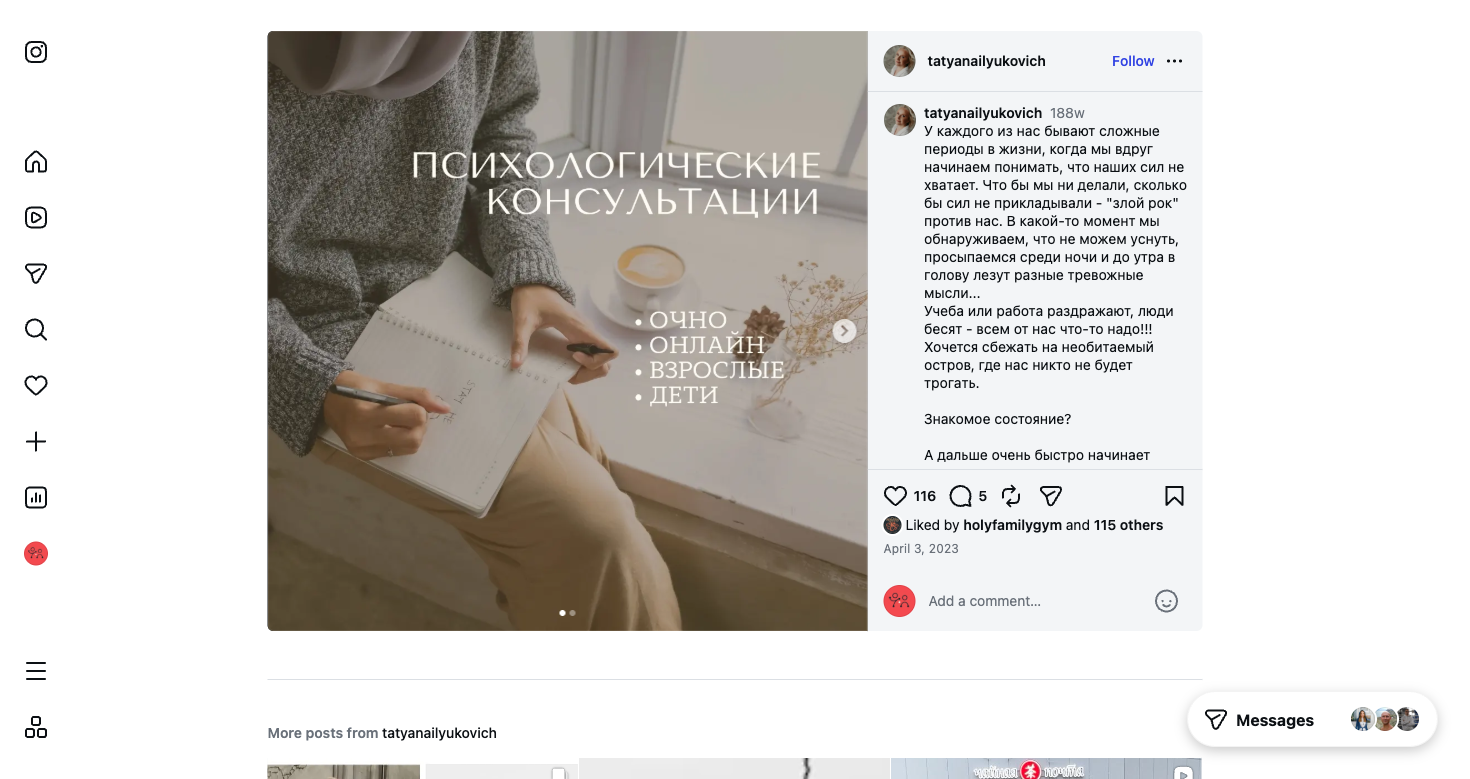 ПСИХОЛОГИЧЕСКИЕ
КОНСУЛЬТАЦИИ
• ОЧНО
• ОНЛАЙН
• ВЗРОСЛЫЕ
• ДЕТИ
tatyanailyukovich
Follow
tatyanailyukovich 188w
У каждого из нас бывают сложные
периоды в жизни, когда мы вдруг
начинаем понимать, что наших сил не
хватает. Что бы мы ни делали, сколько
бы сил не прикладывали - "злой рок"
против нас. В какой-то момент мы
обнаруживаем, что не можем уснуть,
просыпаемся среди ночи и до утра в
голову лезут разные тревожные
мысли...
Учеба или работа раздражают, люди
бесят - всем от нас что-то надо!!!
Хочется сбежать на необитаемый
остров, где нас никто не будет
трогать.
Знакомое состояние?
А дальше очень быстро начинает
116 5
Liked by holyfamilygym and 115 others
April 3, 2023
Add a comment...
More posts from tatyanailyukovich
Messages
чайная почта